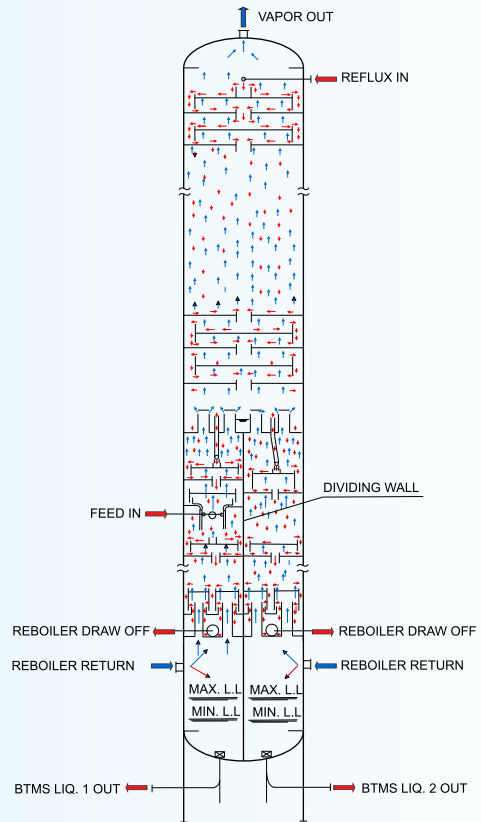 VAPOR OUT
REFLUX IN
DIVIDING WALL
FEED IN
REBOILER DRAW OFF
REBOILER DRAW OFF
REBOILER RETURN
REBOILER RETURN
MAX. L.L
MAX. L.L
MIN. L.L
MIN. L.L
BTMS LIQ. 1 OUT
BTMS LIQ. 2 OUT